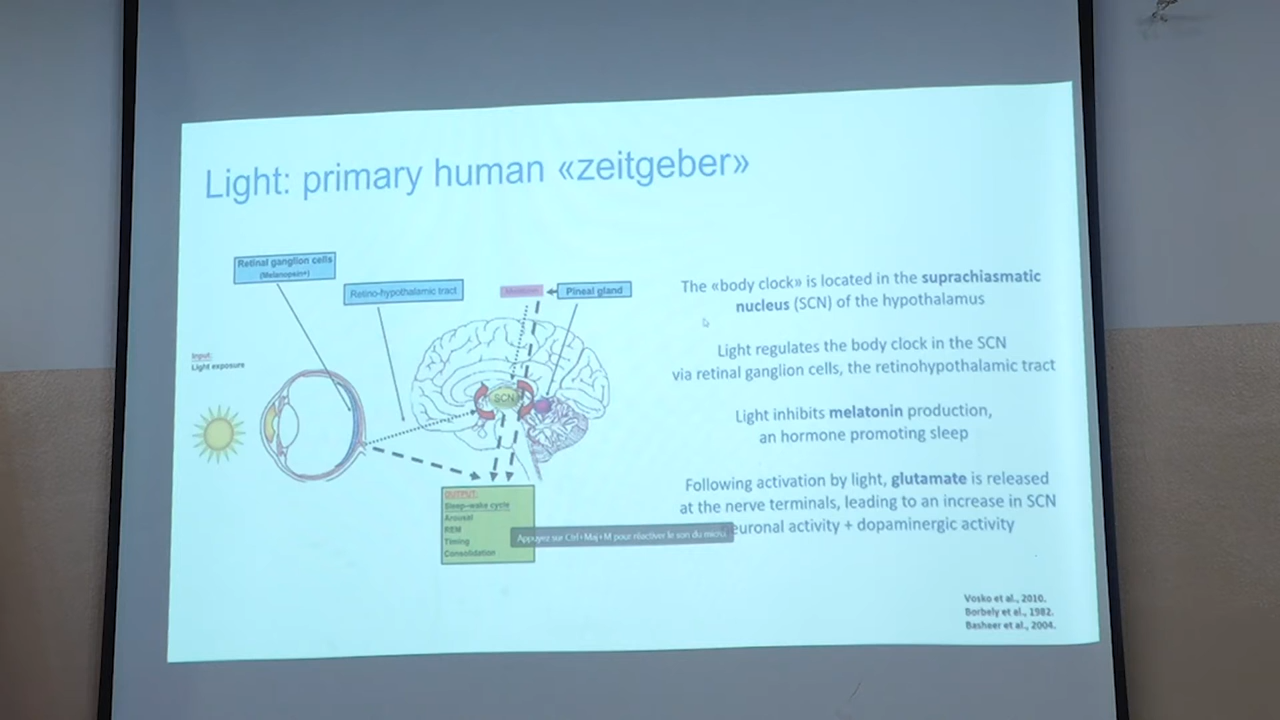 Light: primary human «zeitgeber»
Retinal ganglion cells
(Melanopsin+)
Retino-hypothalamic tract
Pineal gland
Input:
Light exposure
SCN
OUTPUT:
Sleep-wake cycle
Arousal
REM
Timing
Consolidation
The «body clock» is located in the suprachiasmatic
nucleus (SCN) of the hypothalamus
Light regulates the body clock in the SCN
via retinal ganglion cells, the retinohypothalamic tract
Light inhibits melatonin production,
an hormone promoting sleep
Following activation by light, glutamate is released
at the nerve terminals, leading to an increase in SCN
euronal activity + dopaminergic activity
Appuyez sur Ctrl+Maj+M pour réactiver le son du micro.
Vosko et al., 2010.
Borbely et al., 1982.
Basheer et al., 2004.